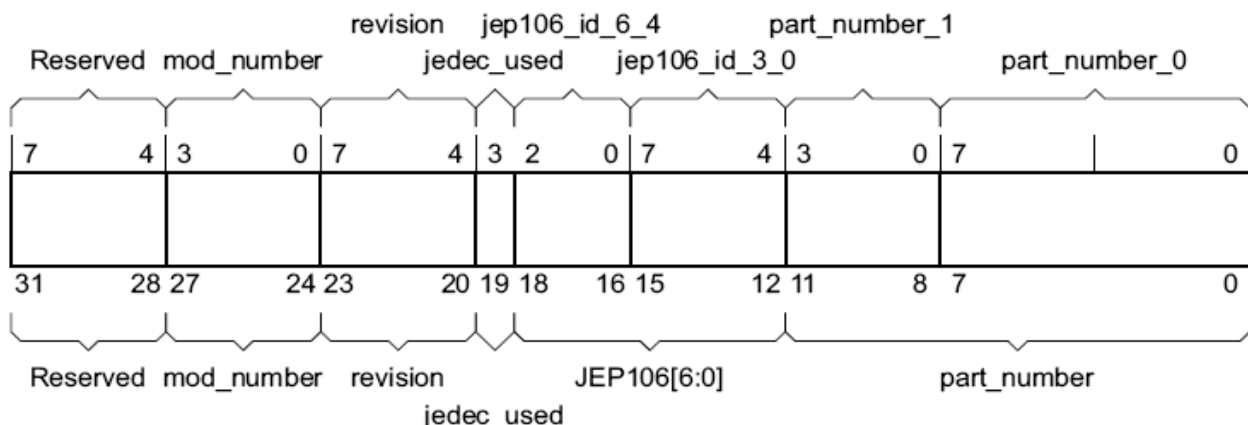 revision jep106_id_6_4 part_number_1
Reserved mod_number jedec_used jep106_id_3_0 part_number_0
7 4 3 0 7 4 3 2 0 7 4 3 0 7 0
31 28 27 24 23 20 19 18 16 15 12 11 8 7 0
Reserved mod_number revision JEP106[6:0] part_number
jedec_used